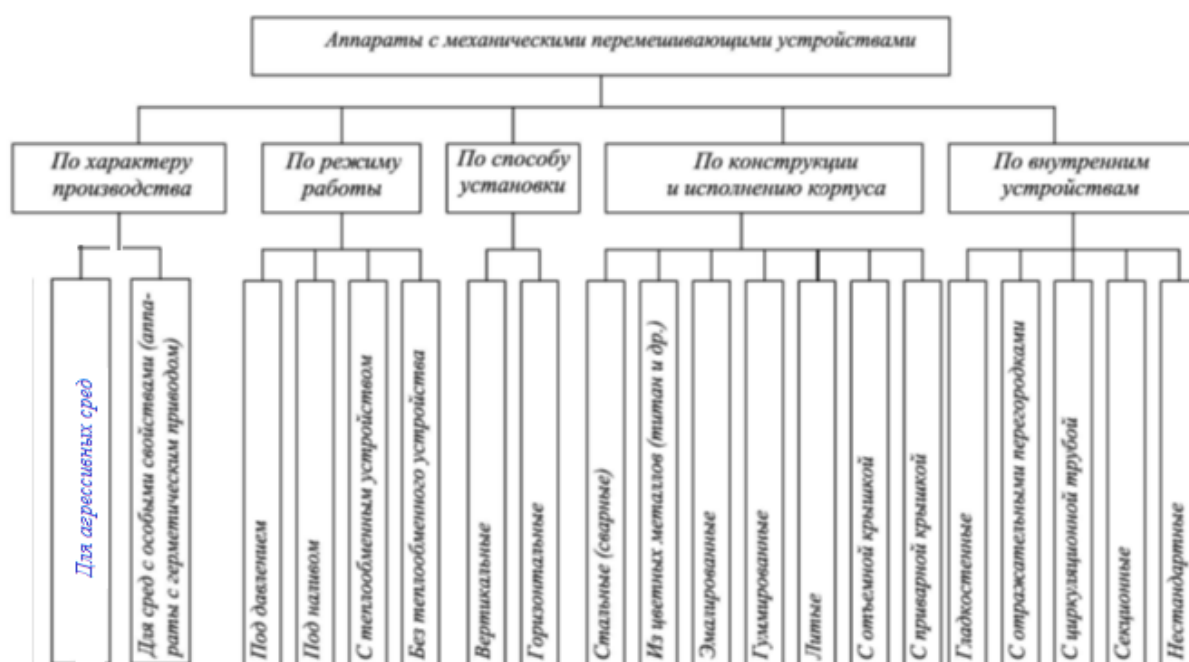 Аппараты с механическими перемешивающими устройствами
По характеру
производства
По режиму
работы
По способу
установки
По конструкции
и исполнению корпуса
По внутренним
устройствам
Для агрессивных сред
Для сред с особыми свойствами (аппа-
раты с герметическим приводом)
Под давлением
Под наливом
С теплообменным устройством
Без теплообменного устройства
Вертикальные
Горизонтальные
Стальные (сварные)
Из цветных металлов (титан и др.)
Эмалированные
Гуммированные
Литые
С отъемной крышкой
С приварной крышкой
Гладкостенные
С отражательными перегородками
С циркуляционной трубой
Секционные
Нестандартные